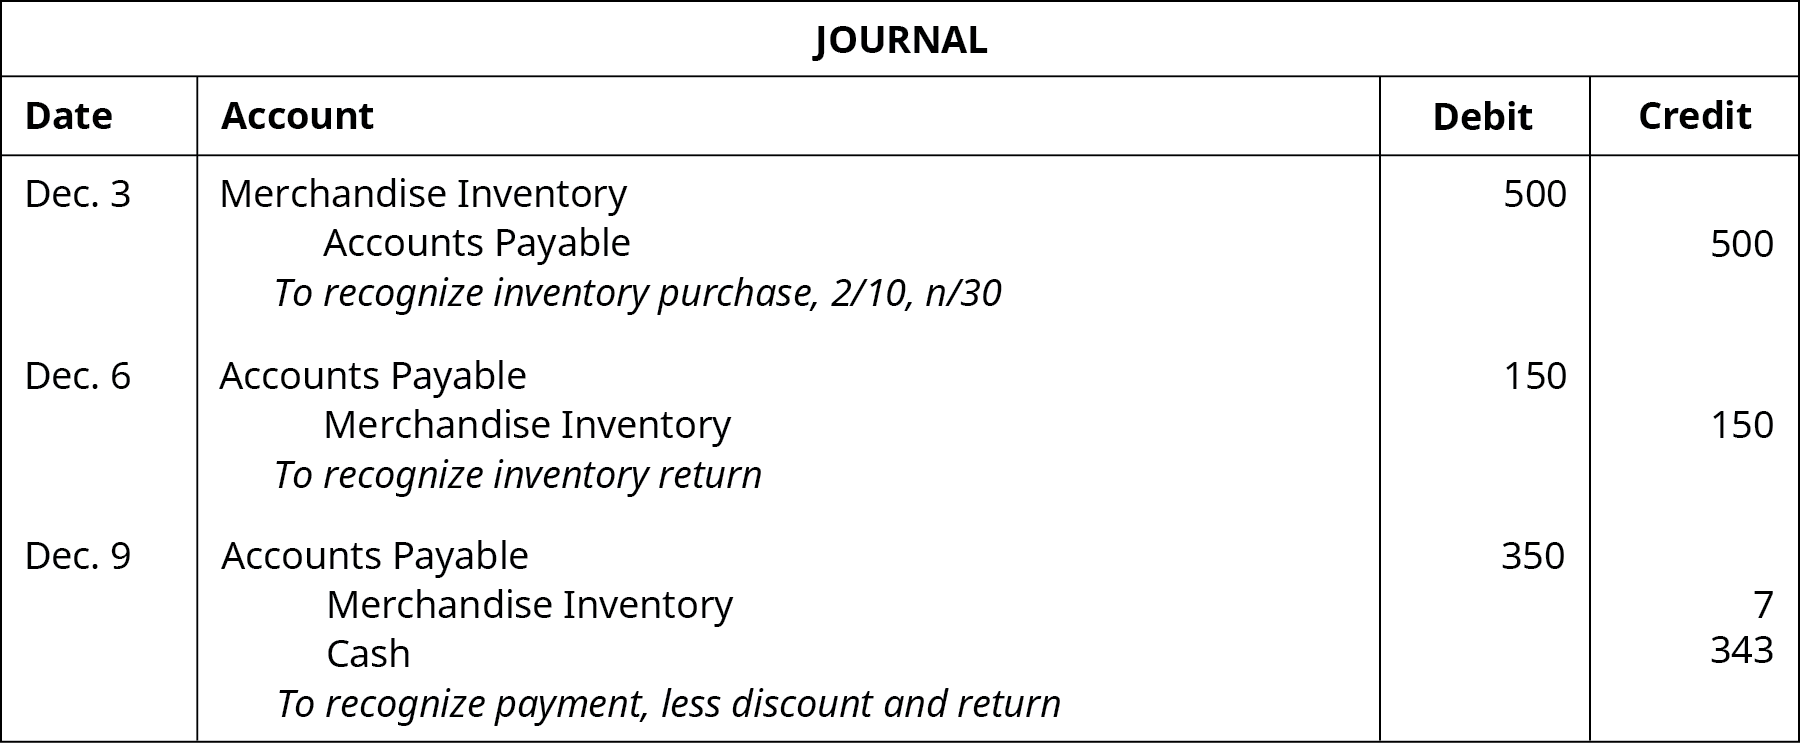 JOURNAL
Date Account Debit Credit
Dec. 3 Merchandise Inventory 500
Accounts Payable 500
To recognize inventory purchase, 2/10, n/30
Dec. 6 Accounts Payable 150
Merchandise Inventory 150
To recognize inventory return
Dec. 9 Accounts Payable 350
Merchandise Inventory 7
Cash 343
To recognize payment, less discount and return